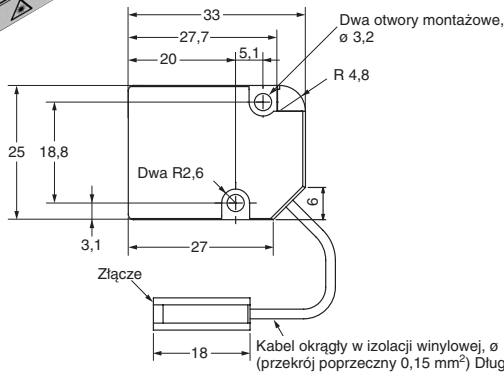 33
27,7
20
5,1
Dwa otwory montażowe,
ø 3,2
R 4,8
25
18,8
Dwa R2,6
6
3,1
27
Złącze
18
Kabel okrągły w izolacji winylowej, ø
(przekrój poprzeczny 0,15 mm²) Dług